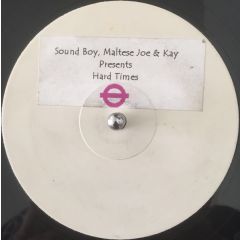 Sound Boy, Maltese Joe & Kay
Presents
Hard Times